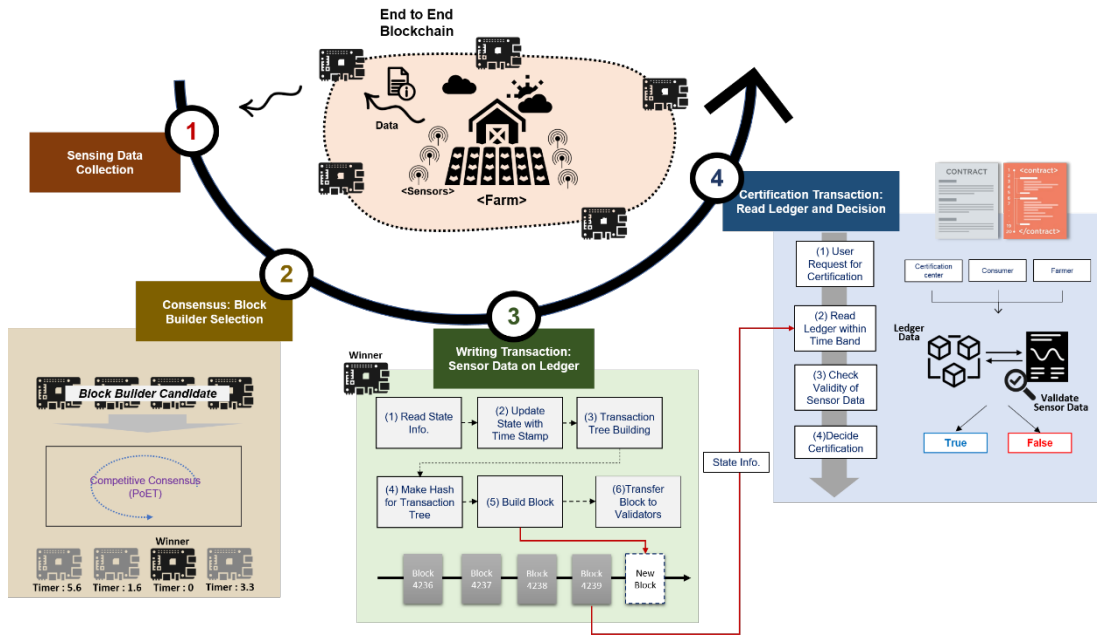 End to End
Blockchain
Data
<Sensors>
<Farm>
1
Sensing Data
Collection
2
Consensus: Block
Builder Selection
3
Writing Transaction:
Sensor Data on Ledger
4
Certification Transaction:
Read Ledger and Decision
Block Builder Candidate
Competitive Consensus
(PoET)
Winner
Timer : 5.6
Timer : 1.6
Timer : 0
Timer : 3.3
Winner
(1) Read State
Info.
(2) Update
State with
Time Stamp
(3) Transaction
Tree Building
(4) Make Hash
for Transaction
Tree
(5) Build Block
(6)Transfer
Block to
Validators
Block
4236
Block
4237
Block
4238
Block
4239
New
Block
State Info.
(1) User
Request for
Certification
(2) Read
Ledger within
Time Band
(3) Check
Validity of
Sensor Data
(4)Decide
Certification
CONTRACT
<contract>
</contract>
Certification
center
Consumer
Farmer
Ledger
Data
Validate
Sensor Data
True
False